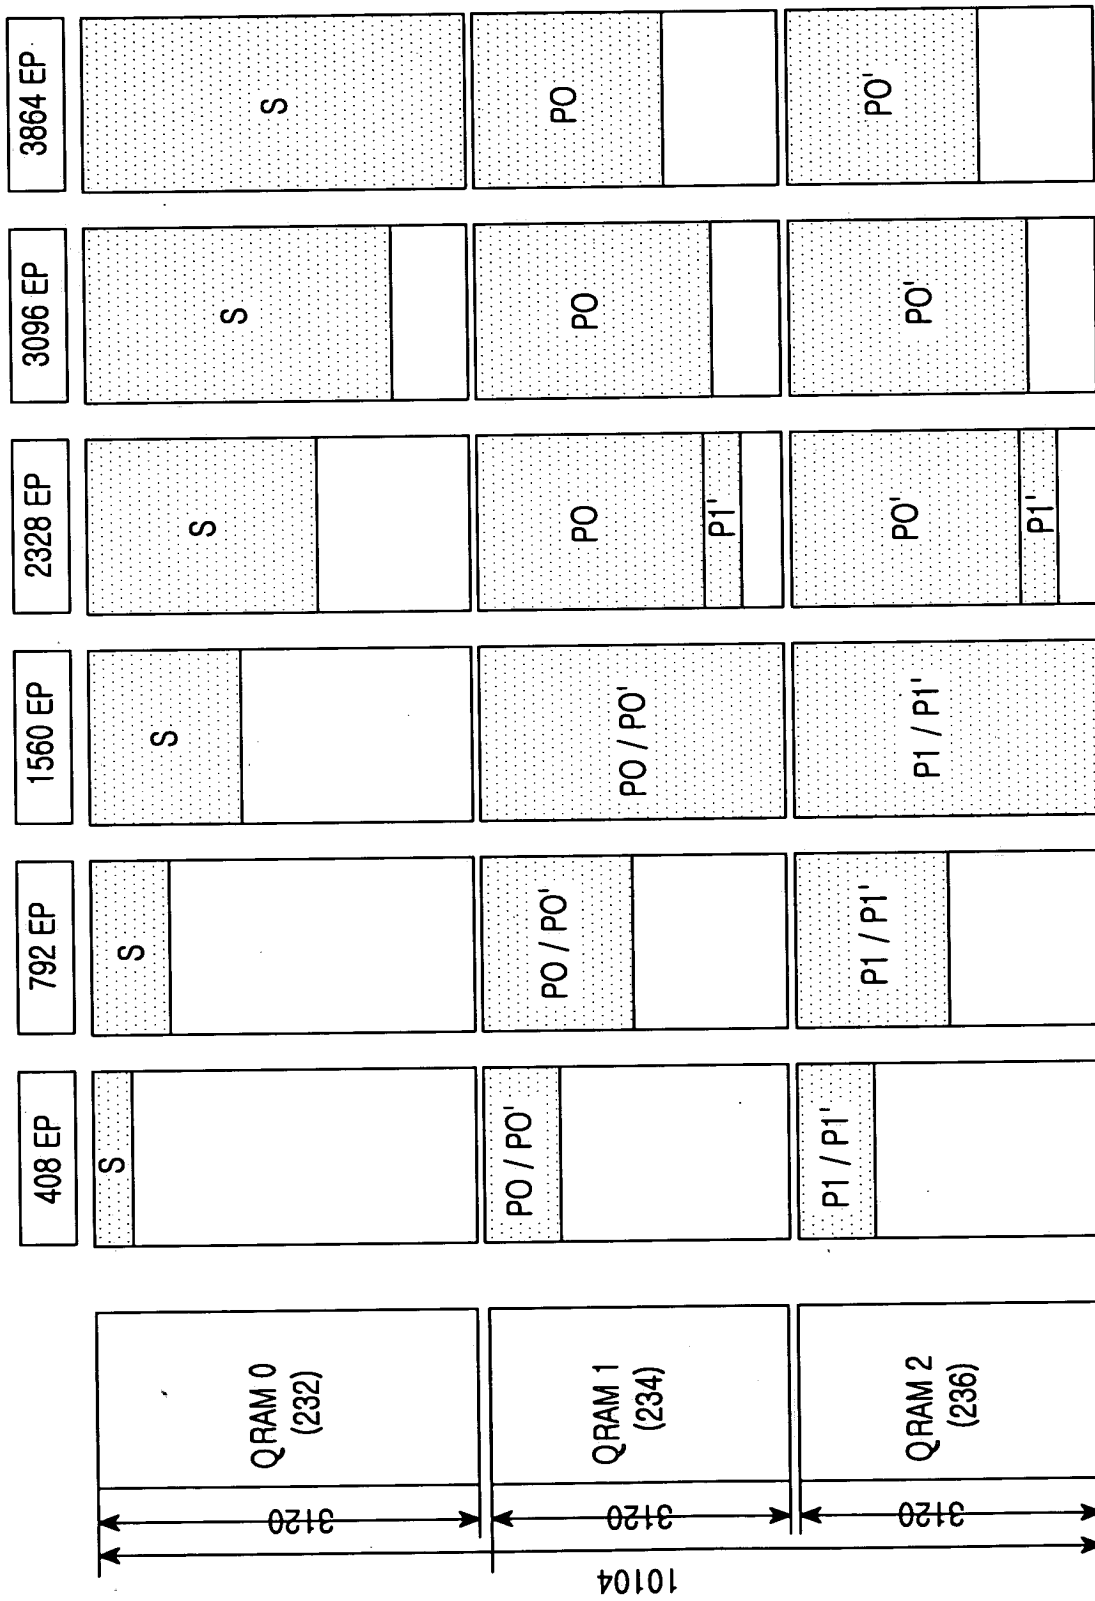 3864 EP
3096 EP
2328 EP
1560 EP
792 EP
408 EP
S
S
S
S
S
S
QRAM 0
(232)
3120
PO
PO
PO
P1'
PO / PO'
PO / PO'
PO / PO'
QRAM 1
(234)
3120
PO'
PO'
PO'
P1'
P1 / P1'
P1 / P1'
P1 / P1'
QRAM 2
(236)
3120
10104